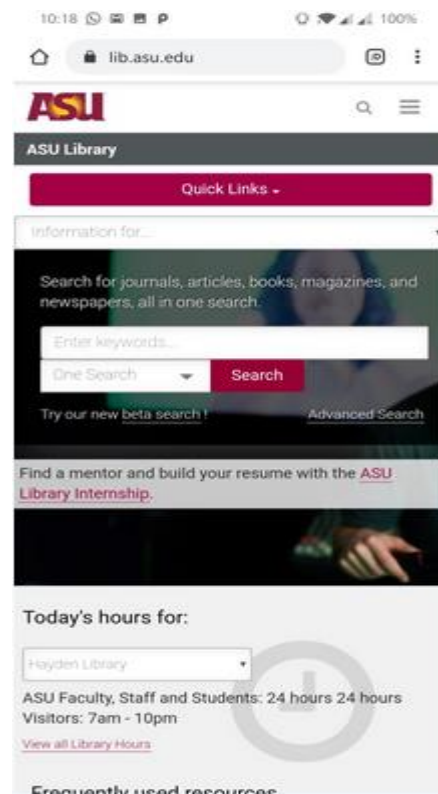 10:18
100%
lib.asu.edu
ASU
ASU Library
Quick Links
Information for...
Search for journals, articles, books, magazines, and
newspapers, all in one search.
Enter keywords...
One Search
Search
Try our new beta search! Advanced Search
Find a mentor and build your resume with the ASU
Library Internship.
Today's hours for:
Hayden Library
ASU Faculty, Staff and Students: 24 hours 24 hours
Visitors: 7am - 10pm
View all Library Hours
Frequently used resources